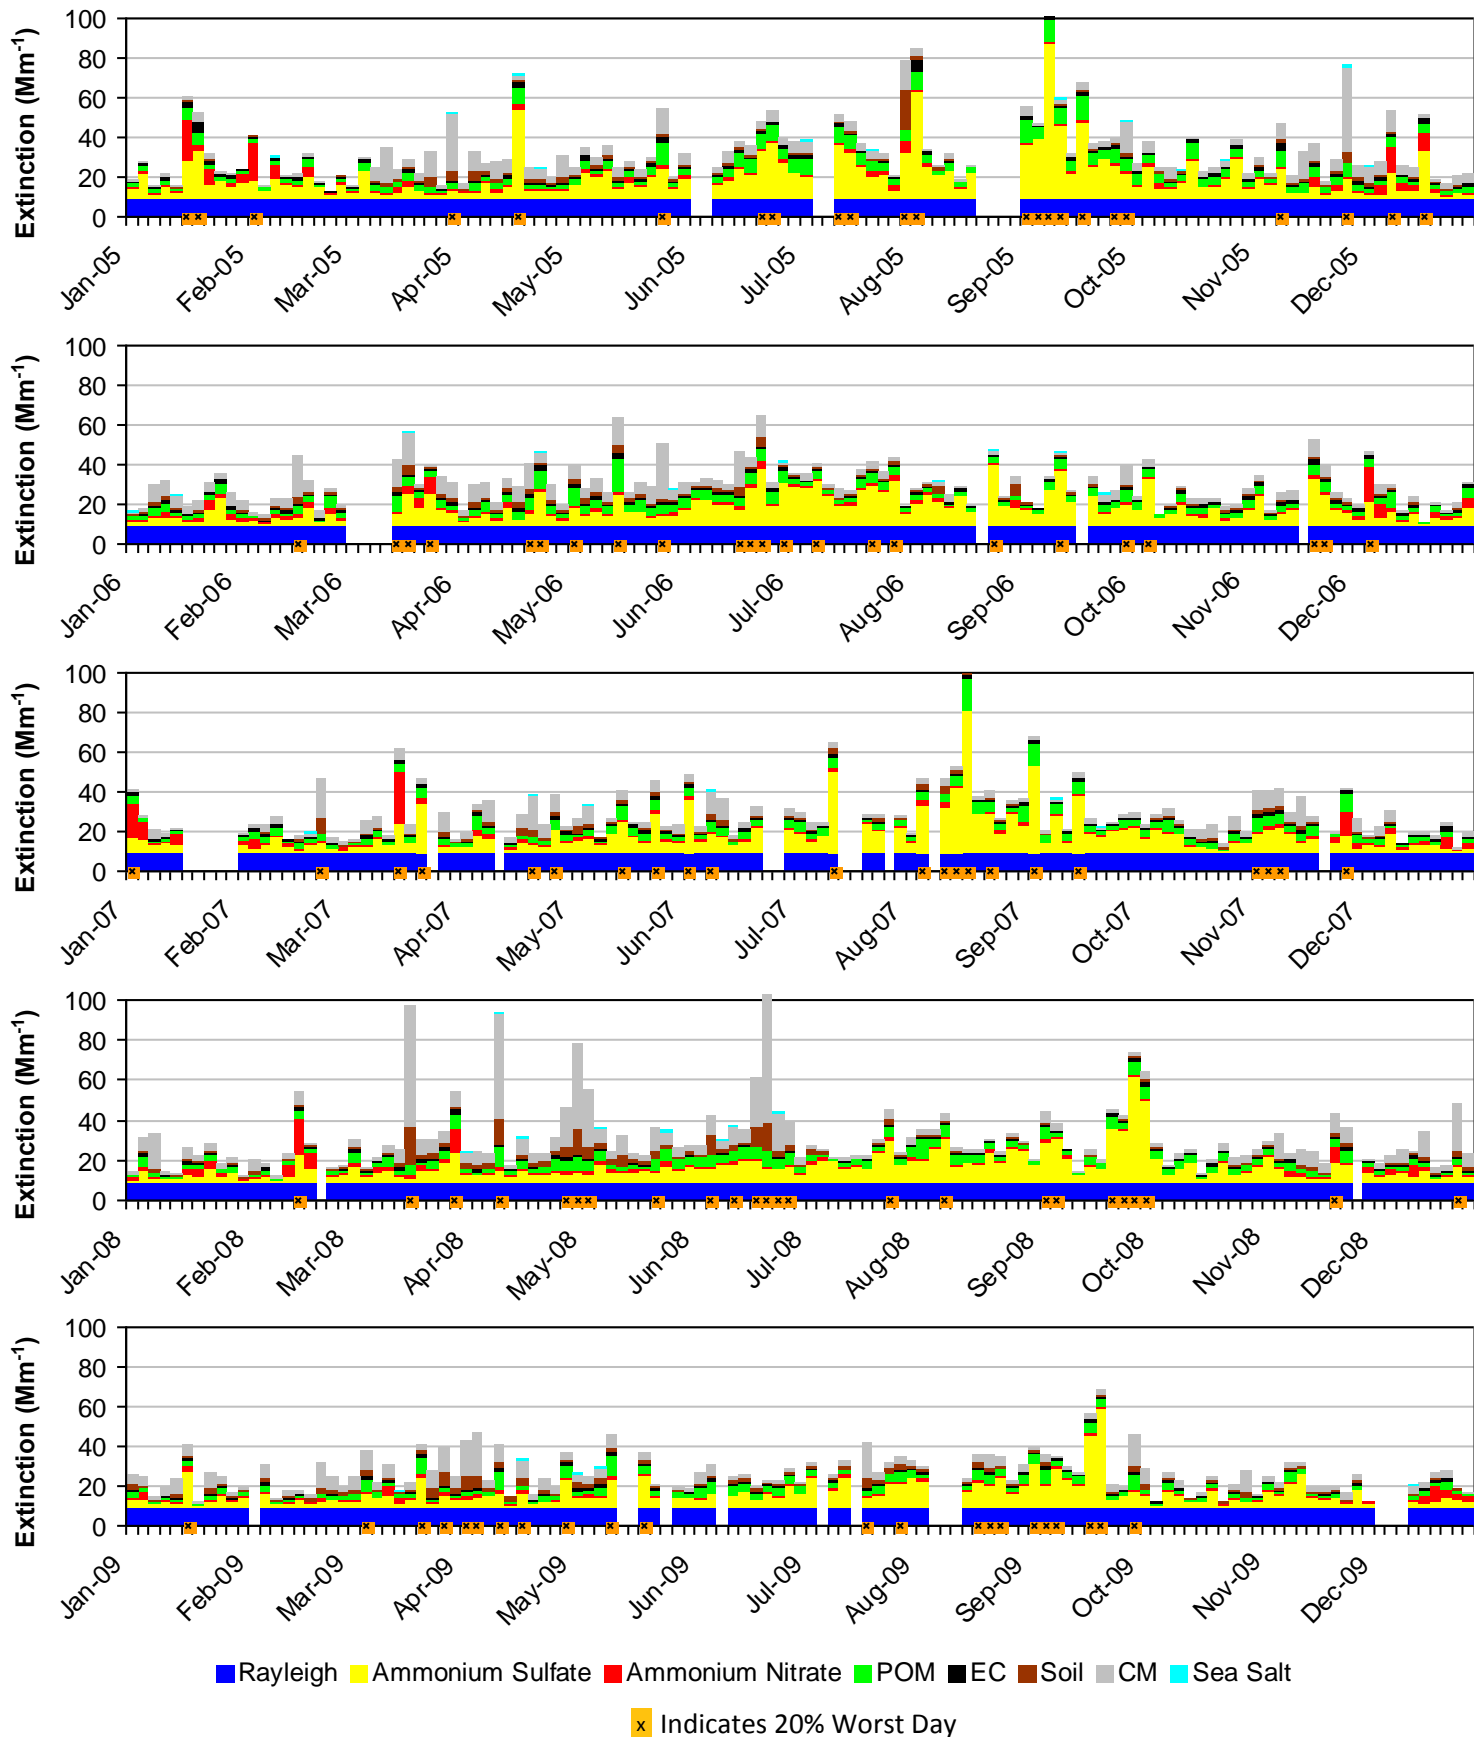 Extinction (Mm-1)
100
80
60
40
20
0
Jan-05 Feb-05 Mar-05 Apr-05 May-05 Jun-05 Jul-05 Aug-05 Sep-05 Oct-05 Nov-05 Dec-05
Extinction (Mm-1)
100
80
60
40
20
0
Jan-06 Feb-06 Mar-06 Apr-06 May-06 Jun-06 Jul-06 Aug-06 Sep-06 Oct-06 Nov-06 Dec-06
Extinction (Mm-1)
100
80
60
40
20
0
Jan-07 Feb-07 Mar-07 Apr-07 May-07 Jun-07 Jul-07 Aug-07 Sep-07 Oct-07 Nov-07 Dec-07
Extinction (Mm-1)
100
80
60
40
20
0
Jan-08 Feb-08 Mar-08 Apr-08 May-08 Jun-08 Jul-08 Aug-08 Sep-08 Oct-08 Nov-08 Dec-08
Extinction (Mm-1)
100
80
60
40
20
0
Jan-09 Feb-09 Mar-09 Apr-09 May-09 Jun-09 Jul-09 Aug-09 Sep-09 Oct-09 Nov-09 Dec-09
Rayleigh Ammonium Sulfate Ammonium Nitrate POM EC Soil CM Sea Salt
x Indicates 20% Worst Day